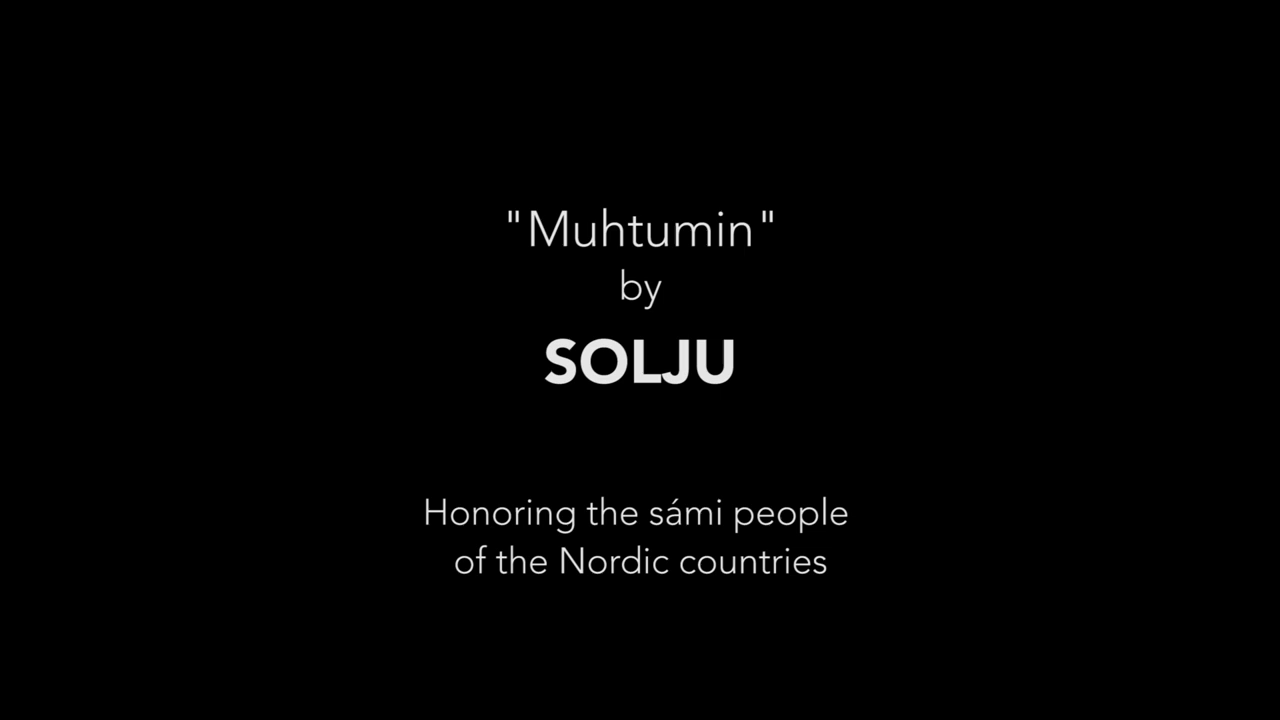 "Muhtumin"
by
SOLJU
Honoring the sámi people
of the Nordic countries